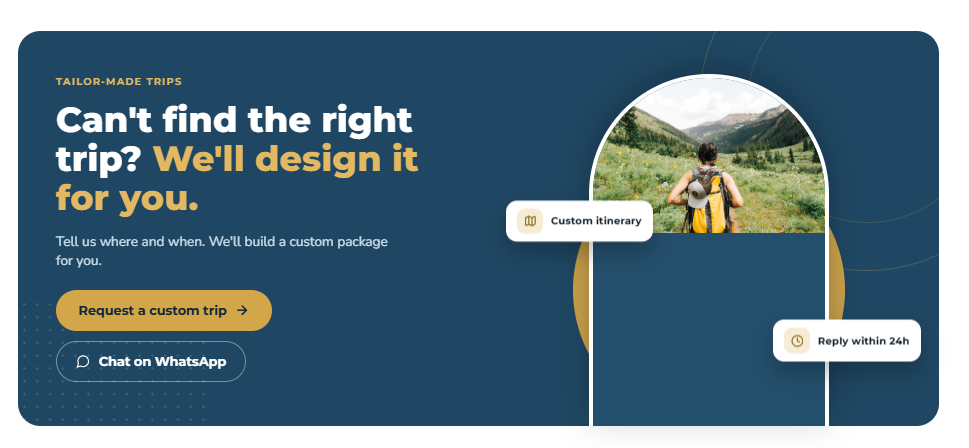 TAILOR-MADE TRIPS
Can't find the right
trip? We'll design it
for you.
Tell us where and when. We'll build a custom package
for you.
Request a custom trip
Chat on WhatsApp
Custom itinerary
Reply within 24h